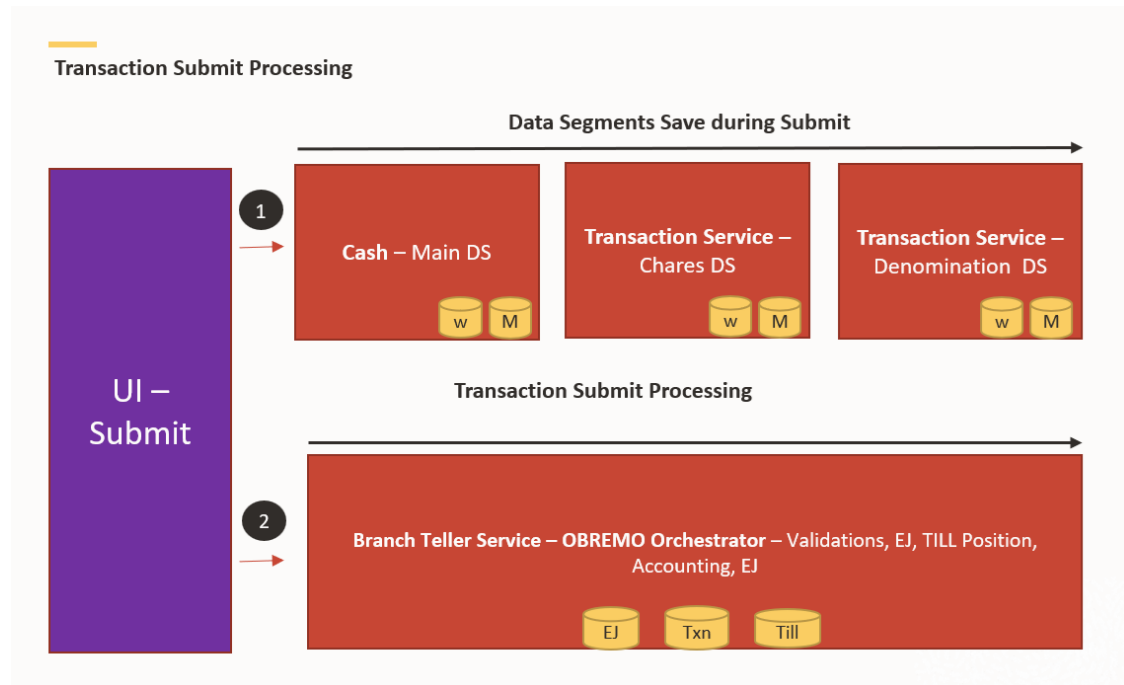 Transaction Submit Processing
Data Segments Save during Submit
UI –
Submit
1
Cash – Main DS
w
M
Transaction Service –
Chares DS
w
M
Transaction Service –
Denomination DS
w
M
Transaction Submit Processing
2
Branch Teller Service – OBREMO Orchestrator – Validations, EJ, TILL Position,
Accounting, EJ
EJ
Txn
Till